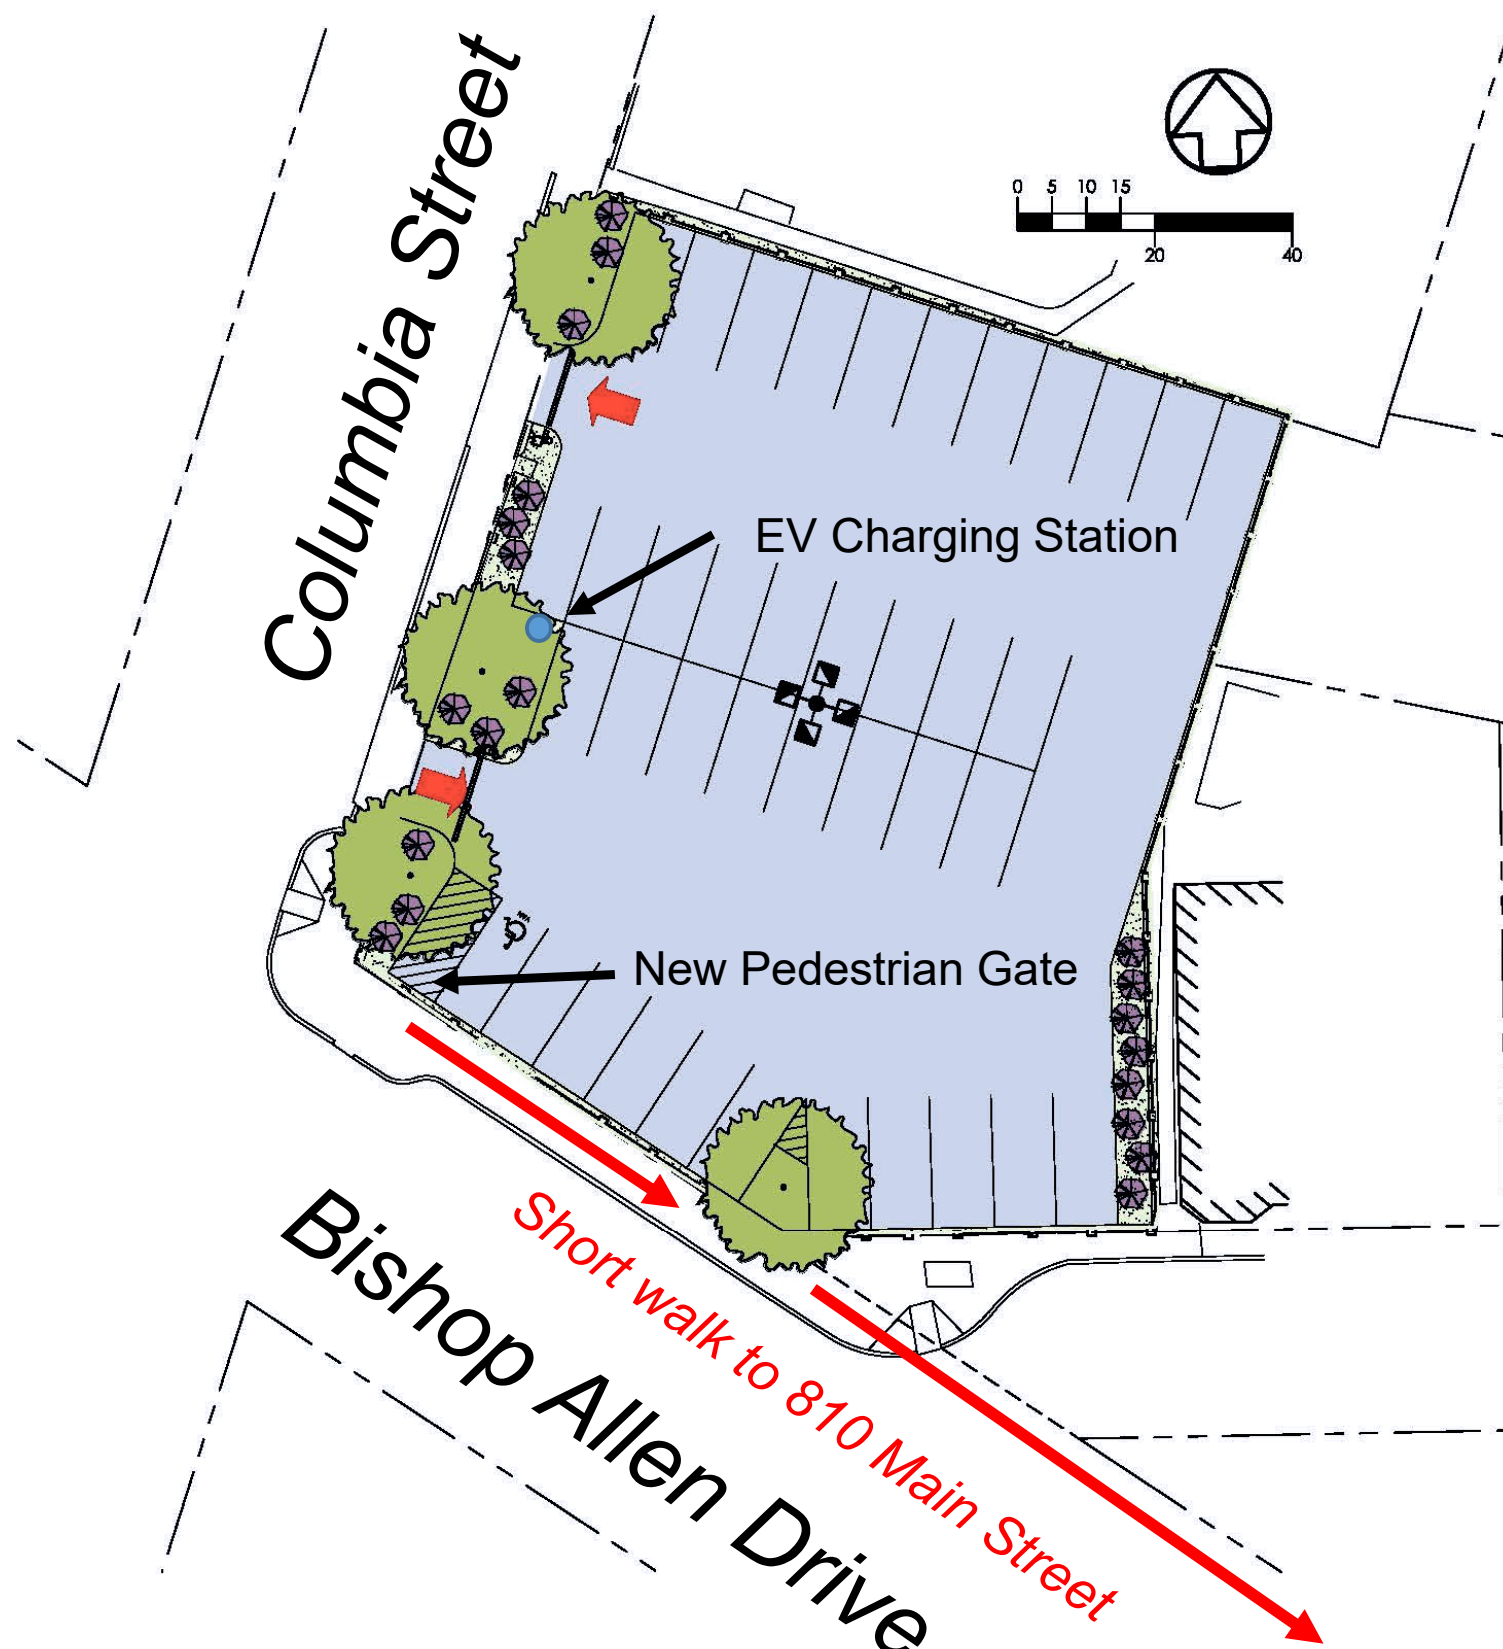 Columbia Street
0 5 10 15
20 40
EV Charging Station
VAN
New Pedestrian Gate
Short walk to 810 Main Street
Bishop Allen Drive